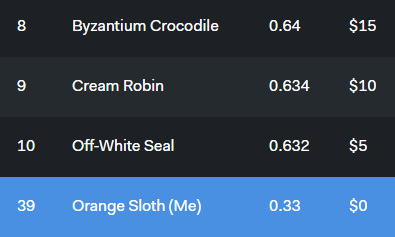 8 Byzantium Crocodile 0.64 $15
9 Cream Robin 0.634 $10
10 Off-White Seal 0.632 $5
39 Orange Sloth (Me) 0.33 $0